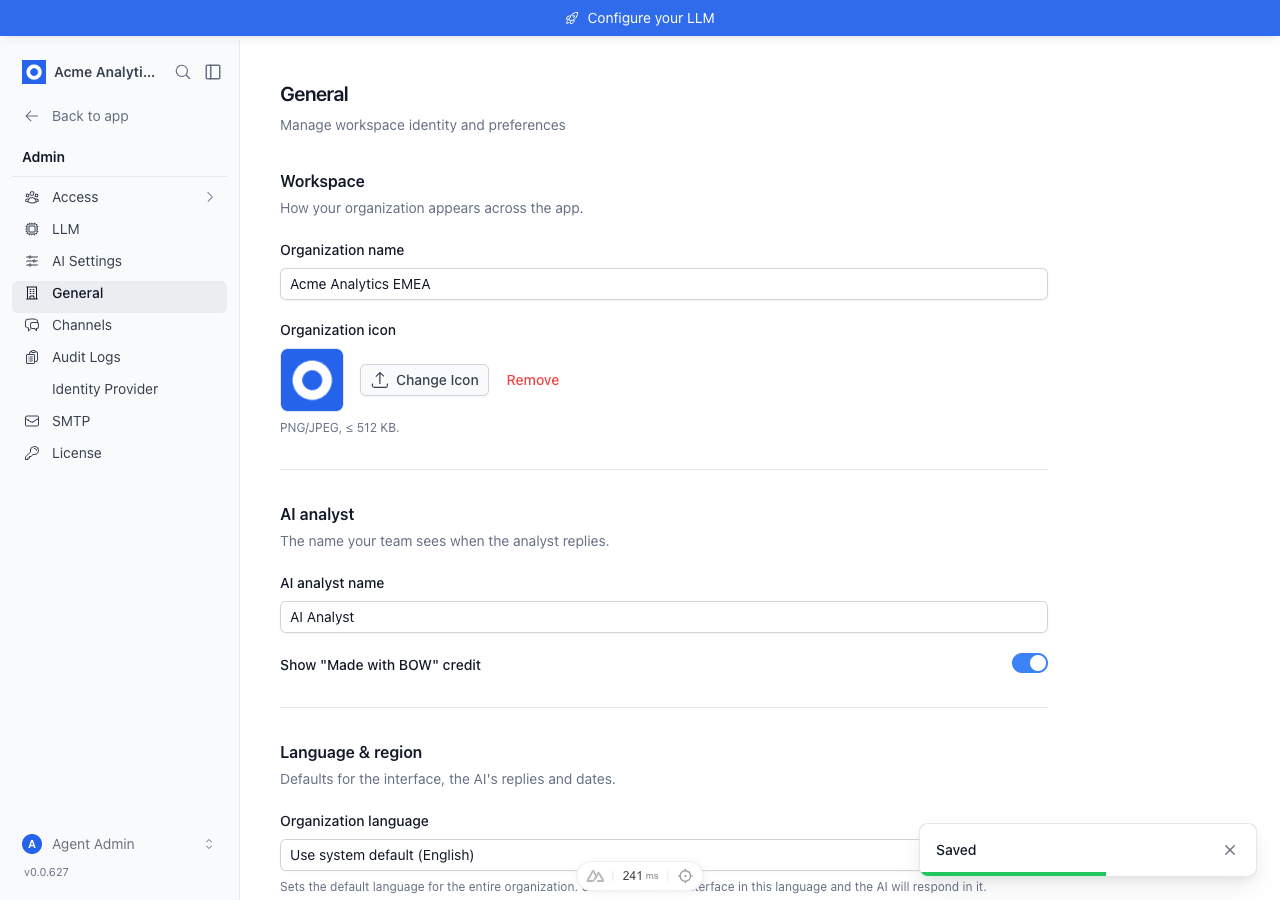 Configure your LLM
Acme Analyti...
Back to app
Admin
Access
LLM
AI Settings
General
Channels
Audit Logs
Identity Provider
SMTP
License
A Agent Admin
v0.0.627
General
Manage workspace identity and preferences
Workspace
How your organization appears across the app.
Organization name
Acme Analytics EMEA
Organization icon
Change Icon Remove
PNG/JPEG, ≤ 512 KB.
AI analyst
The name your team sees when the analyst replies.
AI analyst name
AI Analyst
Show "Made with BOW" credit
Language & region
Defaults for the interface, the AI's replies and dates.
Organization language
Use system default (English)
Sets the default language for the entire organization. in this language and the AI will respond in it.
241 ms
Saved